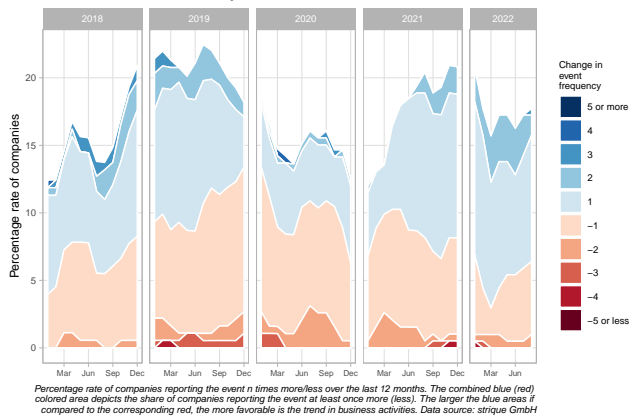 2018 2019 2020 2021 2022
Percentage rate of companies
20
15
10
5
0
Mar Jun Sep Dec Mar Jun Sep Dec Mar Jun Sep Dec Mar Jun Sep Dec Mar Jun
Change in
event
frequency
5 or more
4
3
2
1
−1
−2
−3
−4
−5 or less
Percentage rate of companies reporting the event n times more/less over the last 12 months. The combined blue (red)
colored area depicts the share of companies reporting the event at least once more (less). The larger the blue areas if
compared to the corresponding red, the more favorable is the trend in business activities. Data source: strique GmbH